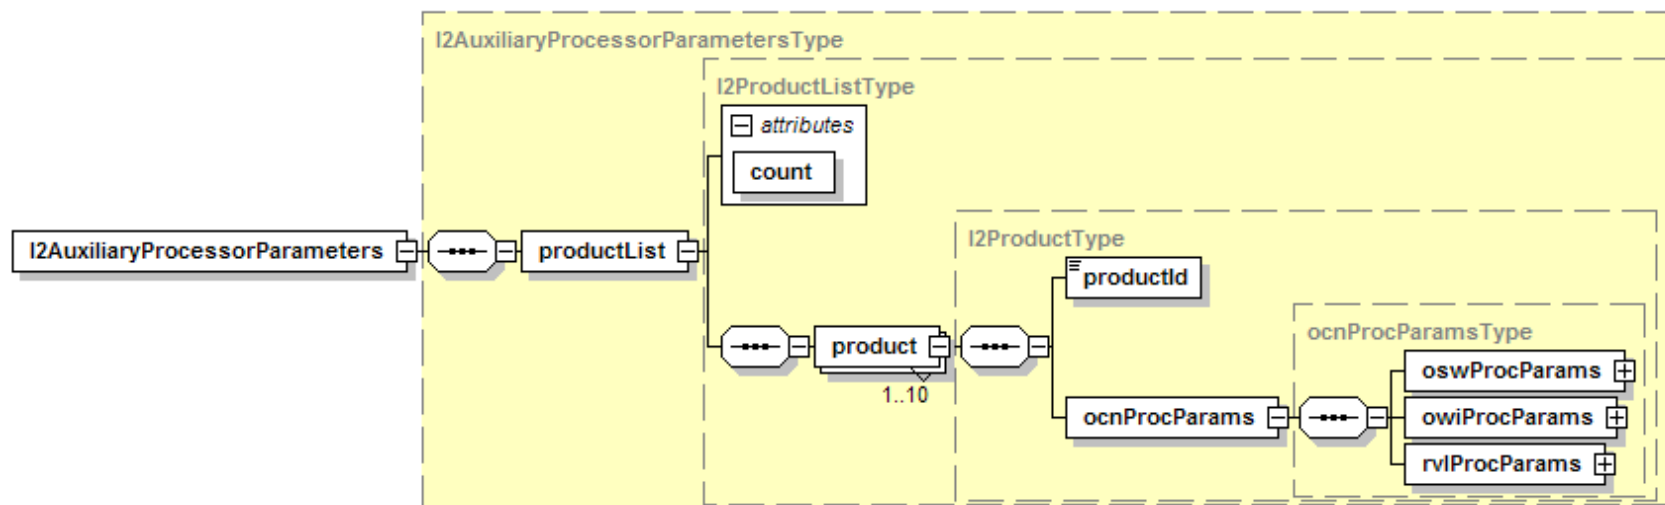 l2AuxiliaryProcessorParametersType
l2ProductListType
attributes
count
l2AuxiliaryProcessorParameters
productList
l2ProductType
productId
product
1..10
ocnProcParamsType
oswProcParams
ocnProcParams
owiProcParams
rvlProcParams